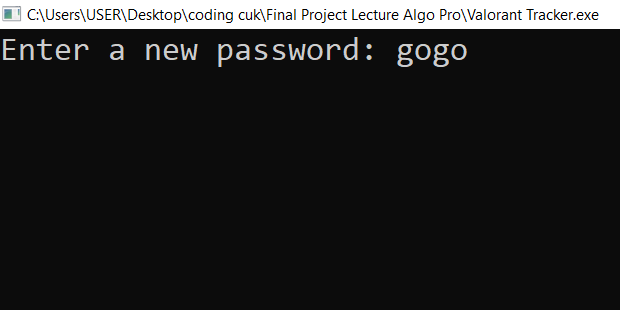 C:\Users\USER\Desktop\coding cuk\Final Project Lecture Algo Pro\Valorant Tracker.exe
Enter a new password: gogo